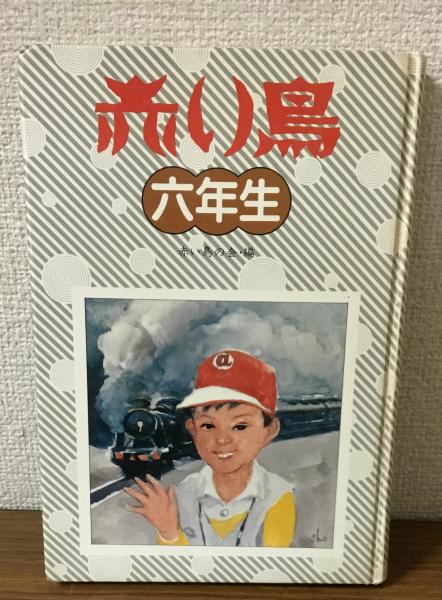 赤い鳥
六年生
赤い鳥の会・編
@
sho